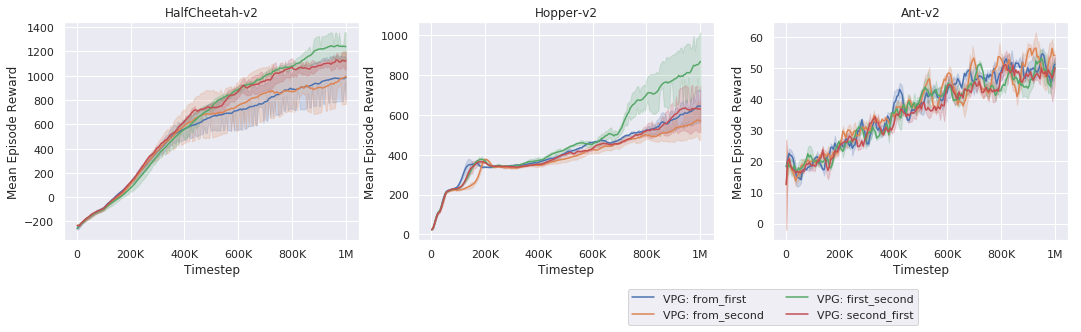 HalfCheetah-v2
Mean Episode Reward
1400
1200
1000
800
600
400
200
0
−200
0 200K 400K 600K 800K 1M
Timestep
Hopper-v2
Mean Episode Reward
1000
800
600
400
200
0
0 200K 400K 600K 800K 1M
Timestep
Ant-v2
Mean Episode Reward
60
50
40
30
20
10
0
0 200K 400K 600K 800K 1M
Timestep
VPG: from_first VPG: first_second
VPG: from_second VPG: second_first